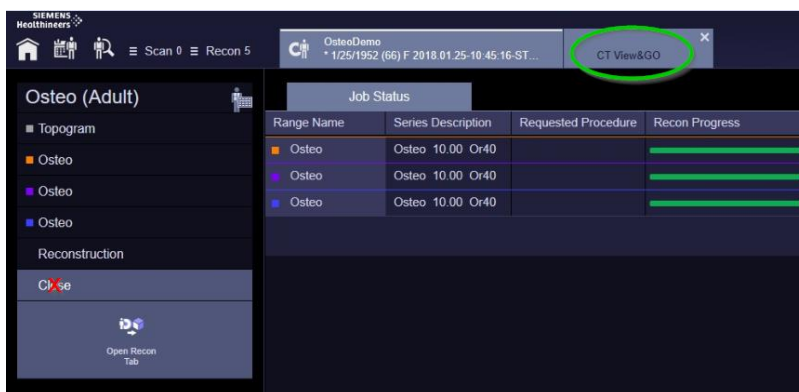 SIEMENS
Healthineers
Scan 0
Recon 5
OsteoDemo
* 1/25/1952 (66) F 2018.01.25-10:45:16-ST...
CT View&GO
Osteo (Adult)
Topogram
Osteo
Osteo
Osteo
Reconstruction
Close
Open Recon
Tab
Job Status
Range Name Series Description Requested Procedure Recon Progress
Osteo Osteo 10.00 Or40
Osteo Osteo 10.00 Or40
Osteo Osteo 10.00 Or40